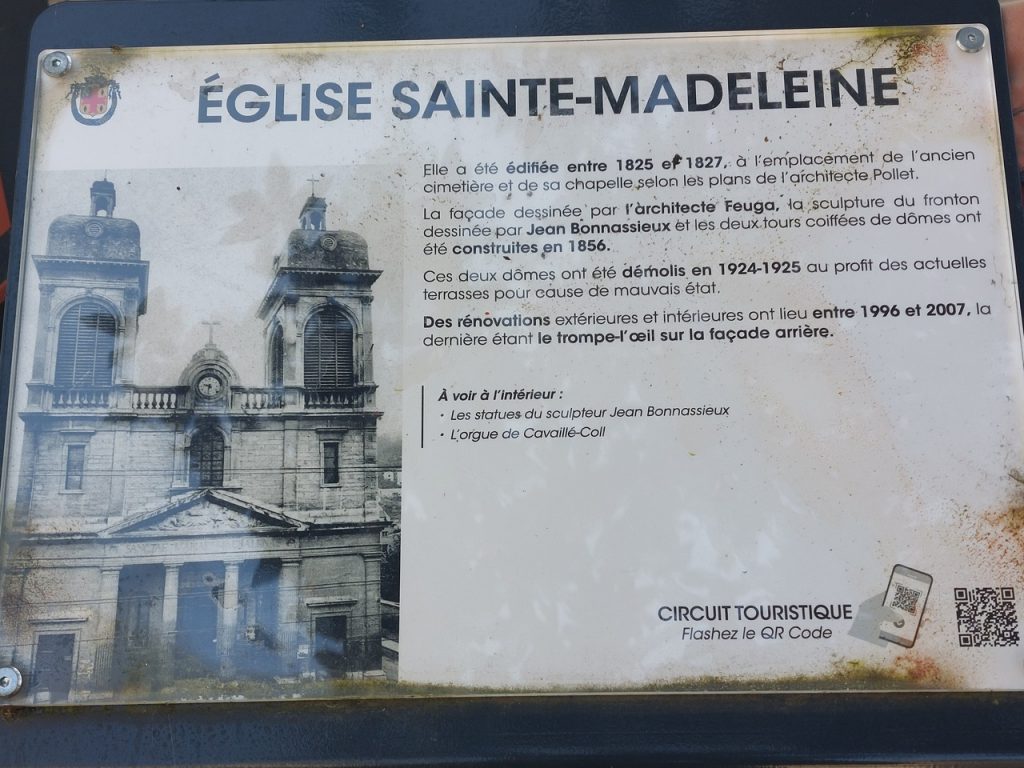 ÉGLISE SAINTE-MADELEINE
Elle a été édifiée entre 1825 et 1827, à l'emplacement de l'ancien
cimetière et de sa chapelle selon les plans de l'architecte Pollet.
La façade dessinée par l'architecte Feuga, la sculpture du fronton
dessinée par Jean Bonnassieux et les deux tours coiffées de dômes ont
été construites en 1856.
Ces deux dômes ont été démolis en 1924-1925 au profit des actuelles
terrasses pour cause de mauvais état.
Des rénovations extérieures et intérieures ont lieu entre 1996 et 2007, la
dernière étant le trompe-l'œil sur la façade arrière.
À voir à l'intérieur :
• Les statues du sculpteur Jean Bonnassieux
• L'orgue de Cavaillé-Coll
CIRCUIT TOURISTIQUE
Flashez le QR Code